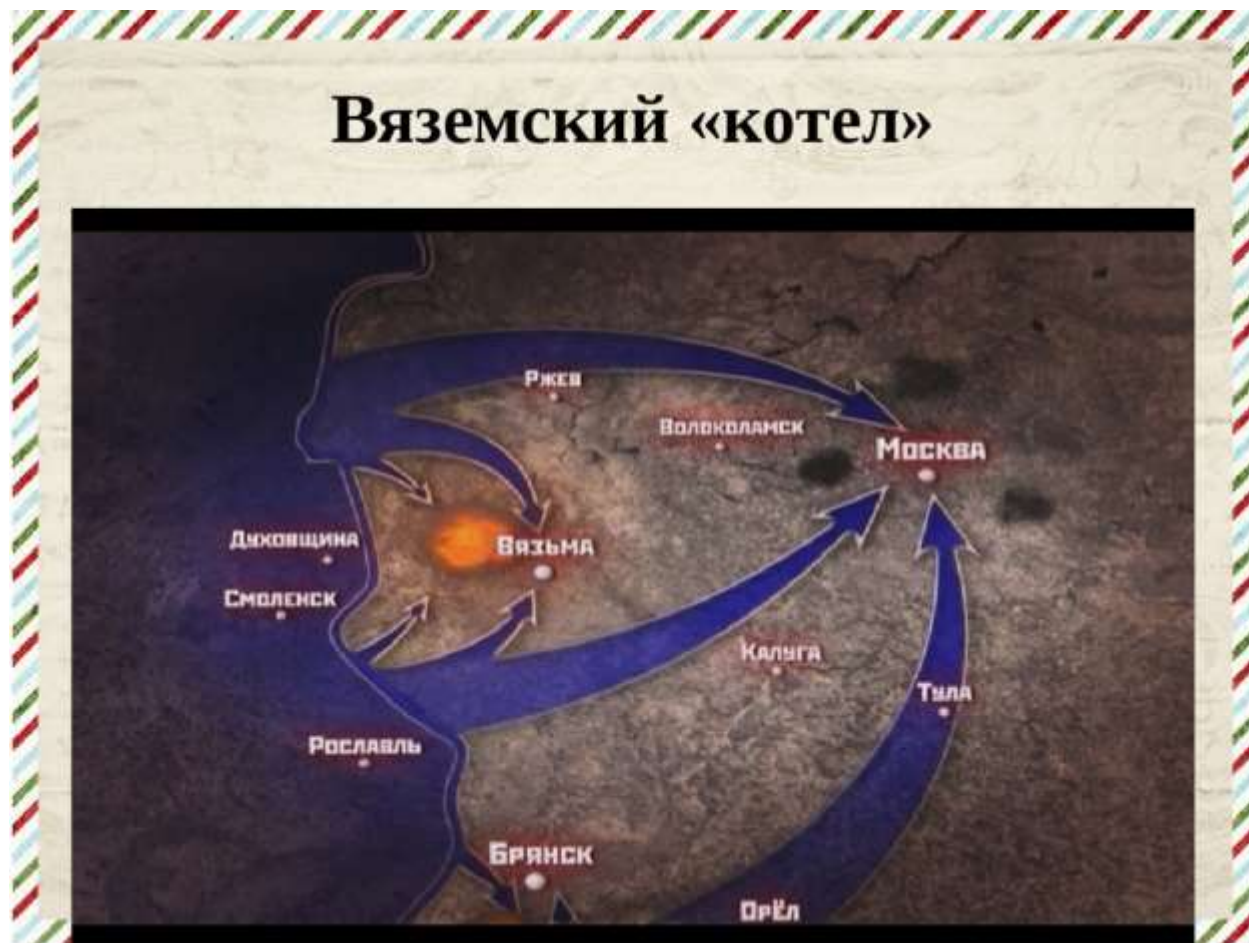 Вяземский «котел»
Ржев
Волоколамск
Москва
Духовщина
Вязьма
Смоленск
Калуга
Тула
Рославль
Брянск
Орёл